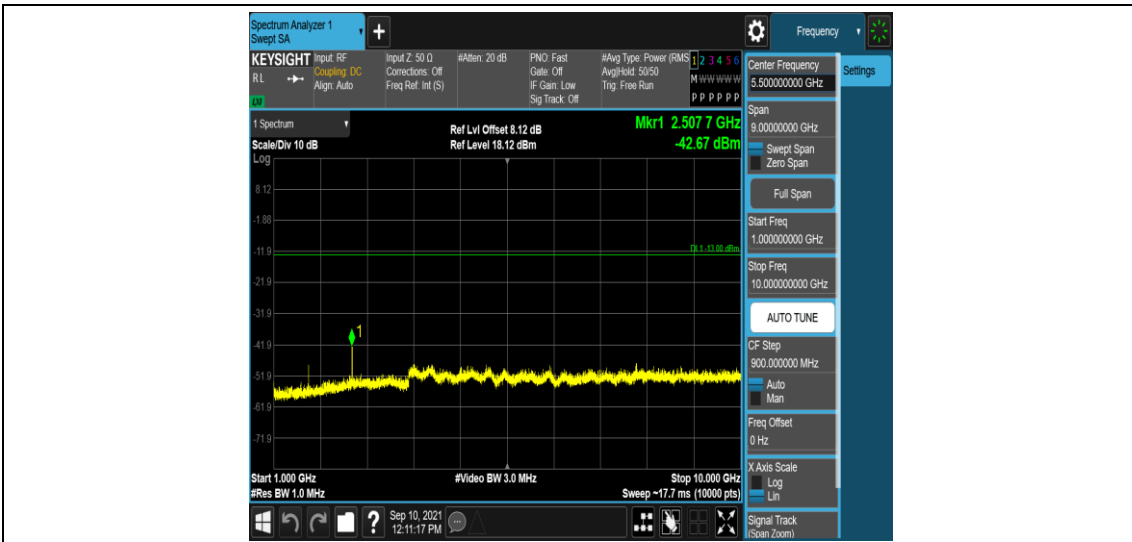 Spectrum Analyzer 1
Swept SA
+
Frequency
KEYSIGHT
RL
LXI
Input: RF
Coupling: DC
Align: Auto
Input Z: 50 Ω
Corrections: Off
Freq Ref: Int (S)
#Atten: 20 dB
PNO: Fast
Gate: Off
IF Gain: Low
Sig Track: Off
#Avg Type: Power (RMS
Avg|Hold: 50/50
Trig: Free Run
1 2 3 4 5 6
M W W W W W
P P P P P P
Center Frequency
5.500000000 GHz
Settings
Span
9.00000000 GHz
Swept Span
Zero Span
Full Span
Start Freq
1.000000000 GHz
Stop Freq
10.000000000 GHz
AUTO TUNE
CF Step
900.000000 MHz
Auto
Man
Freq Offset
0 Hz
X Axis Scale
Log
Lin
Signal Track
(Span Zoom)
1 Spectrum
Scale/Div 10 dB
Log
Ref Lvl Offset 8.12 dB
Ref Level 18.12 dBm
Mkr1 2.507 7 GHz
-42.67 dBm
8.12
-1.88
-11.9
DL1 -13.00 dBm
-21.9
-31.9
1
-41.9
-51.9
-61.9
-71.9
Start 1.000 GHz
#Video BW 3.0 MHz
Stop 10.000 GHz
#Res BW 1.0 MHz
Sweep ~17.7 ms (10000 pts)
?
Sep 10, 2021
12:11:17 PM